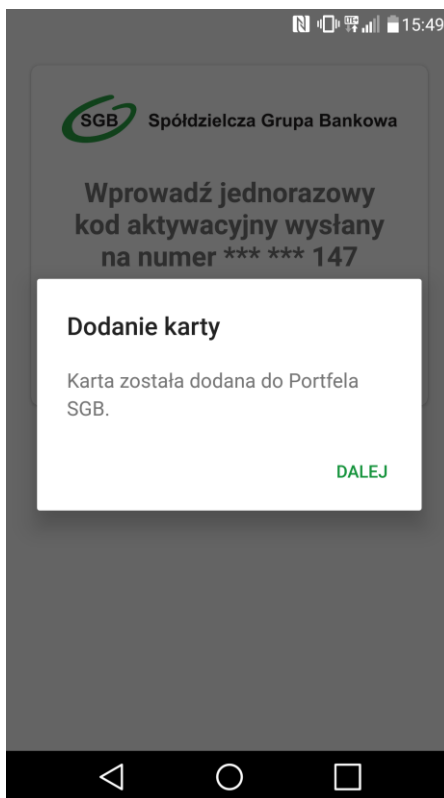 15:49
SGB Spółdzielcza Grupa Bankowa
Wprowadź jednorazowy
kod aktywacyjny wysłany
na numer *** *** 147
Dodanie karty
Karta została dodana do Portfela
SGB.
DALEJ